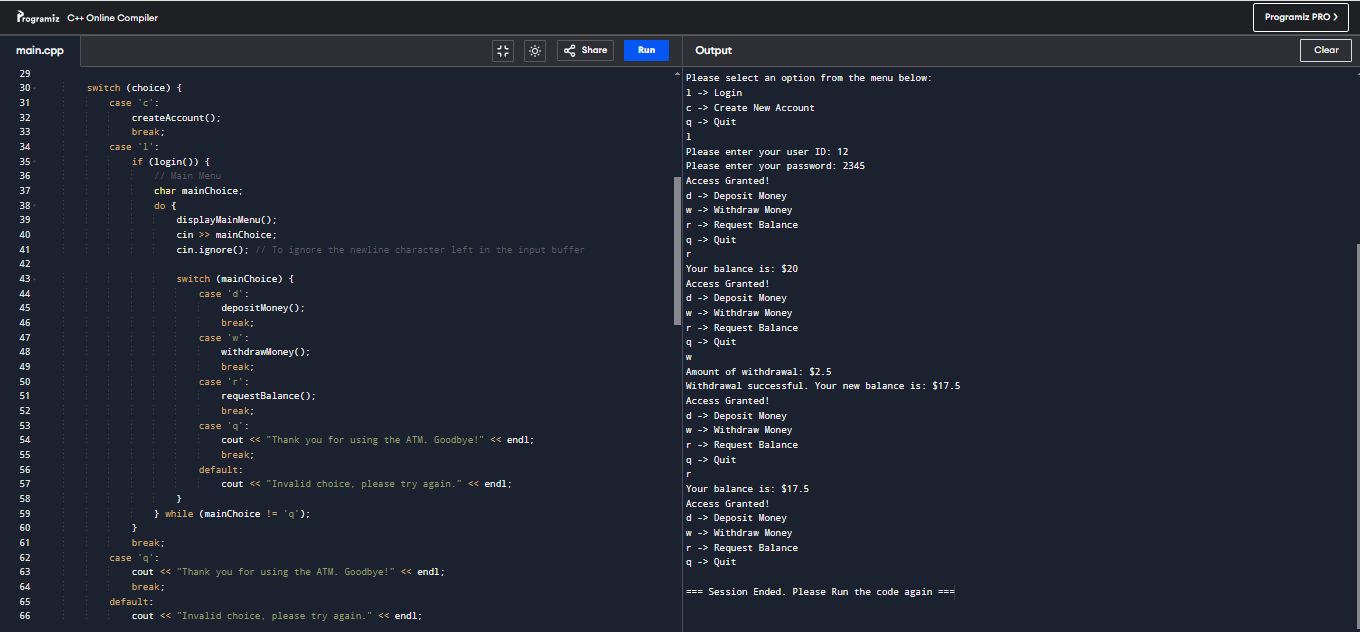 Programiz C++ Online Compiler
Programiz PRO >
main.cpp
Share
Run
Output
Clear
29
30 switch (choice) {
31 case 'c':
32 createAccount();
33 break;
34 case 'l':
35 if (login()) {
36 // Main Menu
37 char mainChoice;
38 do {
39 displayMainMenu();
40 cin >> mainChoice;
41 cin.ignore(); // To ignore the newline character left in the input buffer
42
43 switch (mainChoice) {
44 case 'd':
45 depositMoney();
46 break;
47 case 'w':
48 withdrawMoney();
49 break;
50 case 'r':
51 requestBalance();
52 break;
53 case 'q':
54 cout << "Thank you for using the ATM. Goodbye!" << endl;
55 break;
56 default:
57 cout << "Invalid choice, please try again." << endl;
58 }
59 } while (mainChoice != 'q');
60 }
61 break;
62 case 'q':
63 cout << "Thank you for using the ATM. Goodbye!" << endl;
64 break;
65 default:
66 cout << "Invalid choice, please try again." << endl;
Please select an option from the menu below:
l -> Login
c -> Create New Account
q -> Quit
l
Please enter your user ID: 12
Please enter your password: 2345
Access Granted!
d -> Deposit Money
w -> Withdraw Money
r -> Request Balance
q -> Quit
r
Your balance is: $20
Access Granted!
d -> Deposit Money
w -> Withdraw Money
r -> Request Balance
q -> Quit
w
Amount of withdrawal: $2.5
Withdrawal successful. Your new balance is: $17.5
Access Granted!
d -> Deposit Money
w -> Withdraw Money
r -> Request Balance
q -> Quit
r
Your balance is: $17.5
Access Granted!
d -> Deposit Money
w -> Withdraw Money
r -> Request Balance
q -> Quit
=== Session Ended. Please Run the code again ===